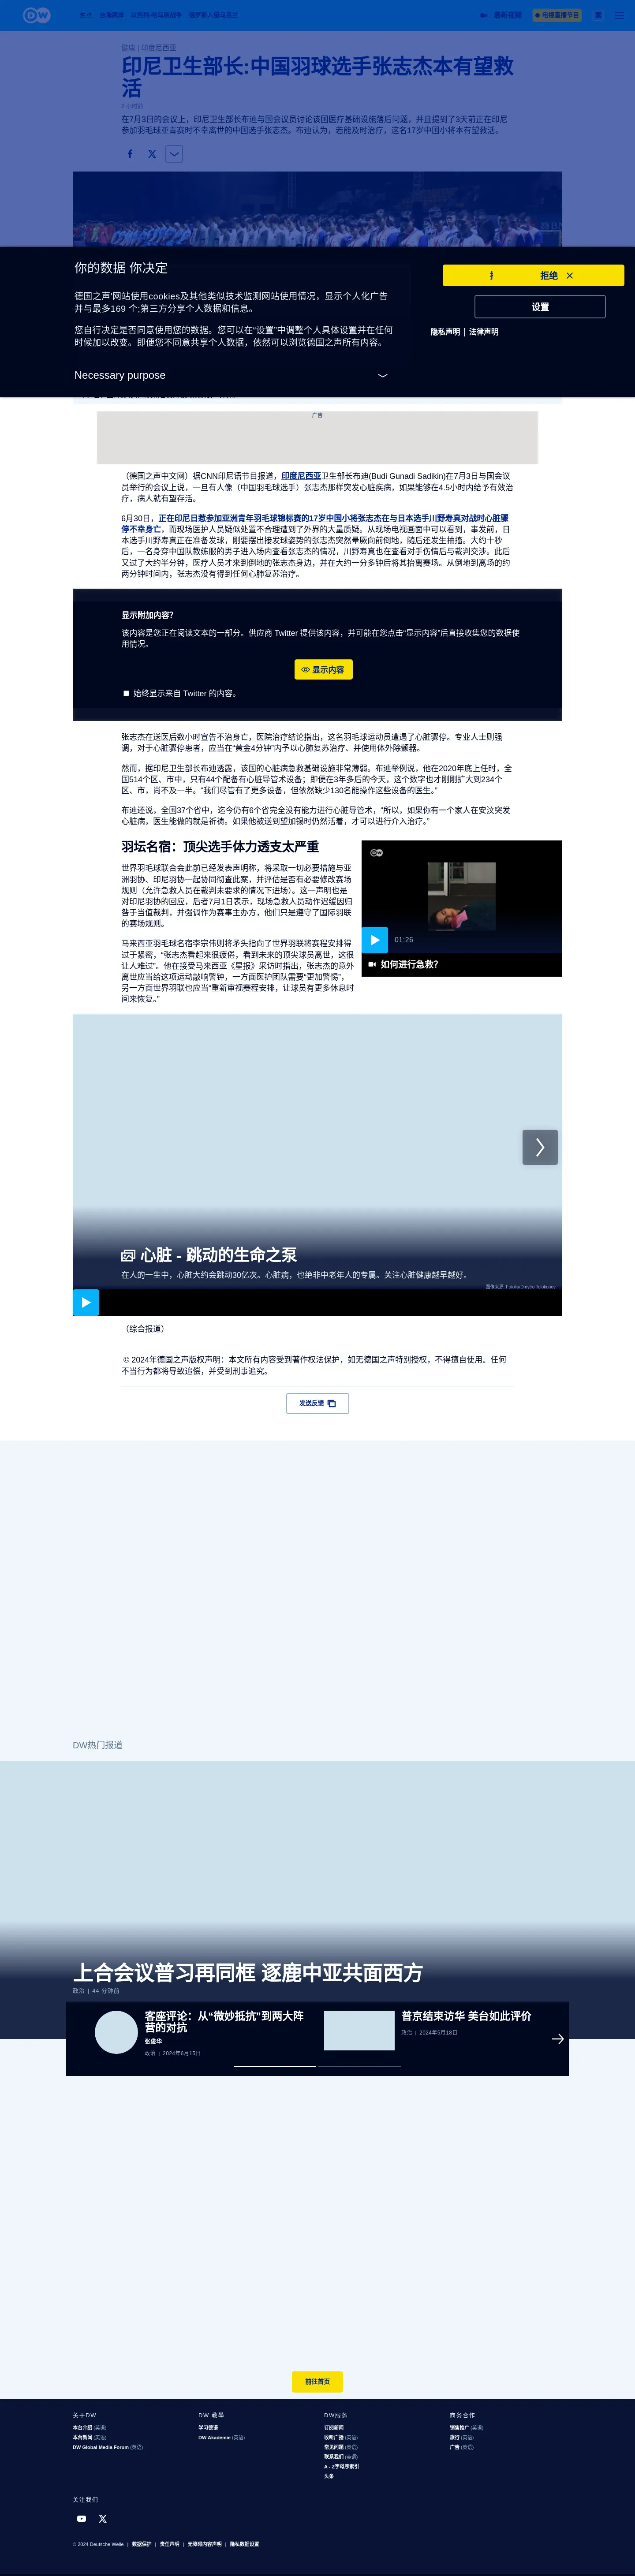 DW
焦点
台海两岸
以色列-哈马斯战争
俄罗斯入侵乌克兰
最新视频
电视直播节目
健康 | 印度尼西亚
印尼卫生部长:中国羽球选手张志杰本有望救
活
2 小时前
在7月3日的会议上，印尼卫生部长布迪与国会议员讨论该国医疗基础设施落后问题，并且提到了3天前正在印尼
参加羽毛球亚青赛时不幸离世的中国选手张志杰。布迪认为，若能及时治疗，这名17岁中国小将本有望救活。
你的数据 你决定
德国之声‘网站使用cookies及其他类似技术监测网站使用情况，显示个人化广告
并与最多169 个;第三方分享个人数据和信息。
您自行决定是否同意使用您的数据。您可以在“设置”中调整个人具体设置并在任何
时候加以改变。即便您不同意共享个人数据，依然可以浏览德国之声所有内容。
Necessary purpose
拒绝
设置
隐私声明 | 法律声明
广告
（德国之声中文网）据CNN印尼语节目报道，印度尼西亚卫生部长布迪(Budi Gunadi Sadikin)在7月3日与国会议
员举行的会议上说，一旦有人像（中国羽毛球选手）张志杰那样突发心脏疾病，如果能够在4.5小时内给予有效治
疗，病人就有望存活。
6月30日，正在印尼日惹参加亚洲青年羽毛球锦标赛的17岁中国小将张志杰在与日本选手川野寿真对战时心脏骤
停不幸身亡，而现场医护人员疑似处置不合理遭到了外界的大量质疑。从现场电视画面中可以看到，事发前，日
本选手川野寿真正在准备发球，刚要摆出接发球姿势的张志杰突然晕厥向前倒地，随后还发生抽搐。大约十秒
后，一名身穿中国队教练服的男子进入场内查看张志杰的情况，川野寿真也在查看对手伤情后与裁判交涉。此后
又过了大约半分钟，医疗人员才来到倒地的张志杰身边，并在大约一分多钟后将其抬离赛场。从倒地到离场的约
两分钟时间内，张志杰没有得到任何心肺复苏治疗。
显示附加内容?
该内容是您正在阅读文本的一部分。供应商 Twitter 提供该内容，并可能在您点击“显示内容”后直接收集您的数据使
用情况。
显示内容
始终显示来自 Twitter 的内容。
张志杰在送医后数小时宣告不治身亡，医院治疗结论指出，这名羽毛球运动员遭遇了心脏骤停。专业人士则强
调，对于心脏骤停患者，应当在“黄金4分钟”内予以心肺复苏治疗、并使用体外除颤器。
然而，据印尼卫生部长布迪透露，该国的心脏病急救基础设施非常薄弱。布迪举例说，他在2020年底上任时，全
国514个区、市中，只有44个配备有心脏导管术设备；即便在3年多后的今天，这个数字也才刚刚扩大到234个
区、市，尚不及一半。“我们尽管有了更多设备，但依然缺少130名能操作这些设备的医生。”
布迪还说，全国37个省中，迄今仍有6个省完全没有能力进行心脏导管术，“所以，如果你有一个家人在安汶突发
心脏病，医生能做的就是祈祷。如果他被送到望加锡时仍然活着，才可以进行介入治疗。”
羽坛名宿：顶尖选手体力透支太严重
世界羽毛球联合会此前已经发表声明称，将采取一切必要措施与亚
洲羽协、印尼羽协一起协同彻查此案，并评估是否有必要修改赛场
规则（允许急救人员在裁判未要求的情况下进场）。这一声明也是
对印尼羽协的回应，后者7月1日表示，现场急救人员动作迟缓因归
咎于当值裁判，并强调作为赛事主办方，他们只是遵守了国际羽联
的赛场规则。
马来西亚羽毛球名宿李宗伟则将矛头指向了世界羽联将赛程安排得
过于紧密，“张志杰看起来很疲倦，看到未来的顶尖球员离世，这很
让人难过”。他在接受马来西亚《星报》采访时指出，张志杰的意外
离世应当给这项运动敲响警钟，一方面医护团队需要“更加警惕”，
另一方面世界羽联也应当“重新审视赛程安排，让球员有更多休息时
间来恢复。”
01:26
如何进行急救?
心脏 - 跳动的生命之泵
在人的一生中，心脏大约会跳动30亿次。心脏病，也绝非中老年人的专属。关注心脏健康越早越好。
图像来源: Fotolia/Dmytro Tolokonov
（综合报道）
© 2024年德国之声版权声明：本文所有内容受到著作权法保护，如无德国之声特别授权，不得擅自使用。任何
不当行为都将导致追偿，并受到刑事追究。
发送反馈
DW热门报道
上合会议普习再同框 逐鹿中亚共面西方
政治 | 44 分钟前
客座评论：从“微妙抵抗”到两大阵
营的对抗
张俊华
政治 | 2024年6月15日
普京结束访华 美台如此评价
政治 | 2024年5月18日
前往首页
关于DW
本台介绍 (英语)
本台新闻 (英语)
DW Global Media Forum (英语)
DW 教学
学习德语
DW Akademie (英语)
DW服务
订阅新闻
收听广播 (英语)
常见问题 (英语)
联系我们 (英语)
A - Z字母序索引
头条
商务合作
销售推广 (英语)
旅行 (英语)
广告 (英语)
关注我们
© 2024 Deutsche Welle | 数据保护 | 责任声明 | 无障碍内容声明 | 隐私数据设置